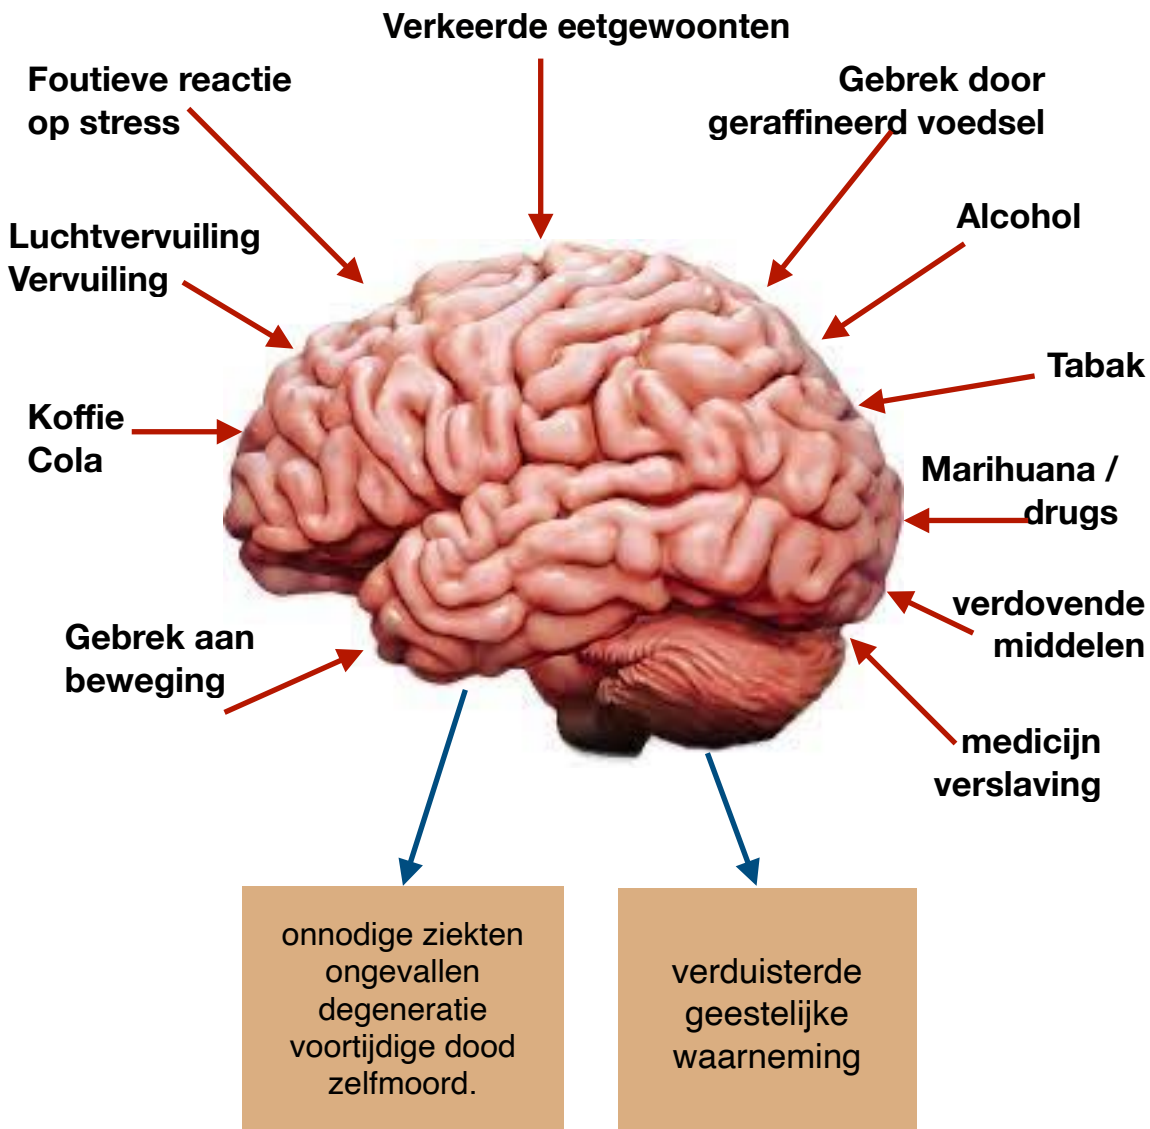 Verkeerde eetgewoonten
Foutieve reactie
op stress
Gebrek door
geraffineerd voedsel
Luchtvervuiling
Vervuiling
Alcohol
Koffie
Cola
Tabak
Marihuana /
drugs
Gebrek aan
beweging
verdovende
middelen
medicijn
verslaving
onnodige ziekten
ongevallen
degeneratie
voortijdige dood
zelfmoord.
verduisterde
geestelijke
waarneming